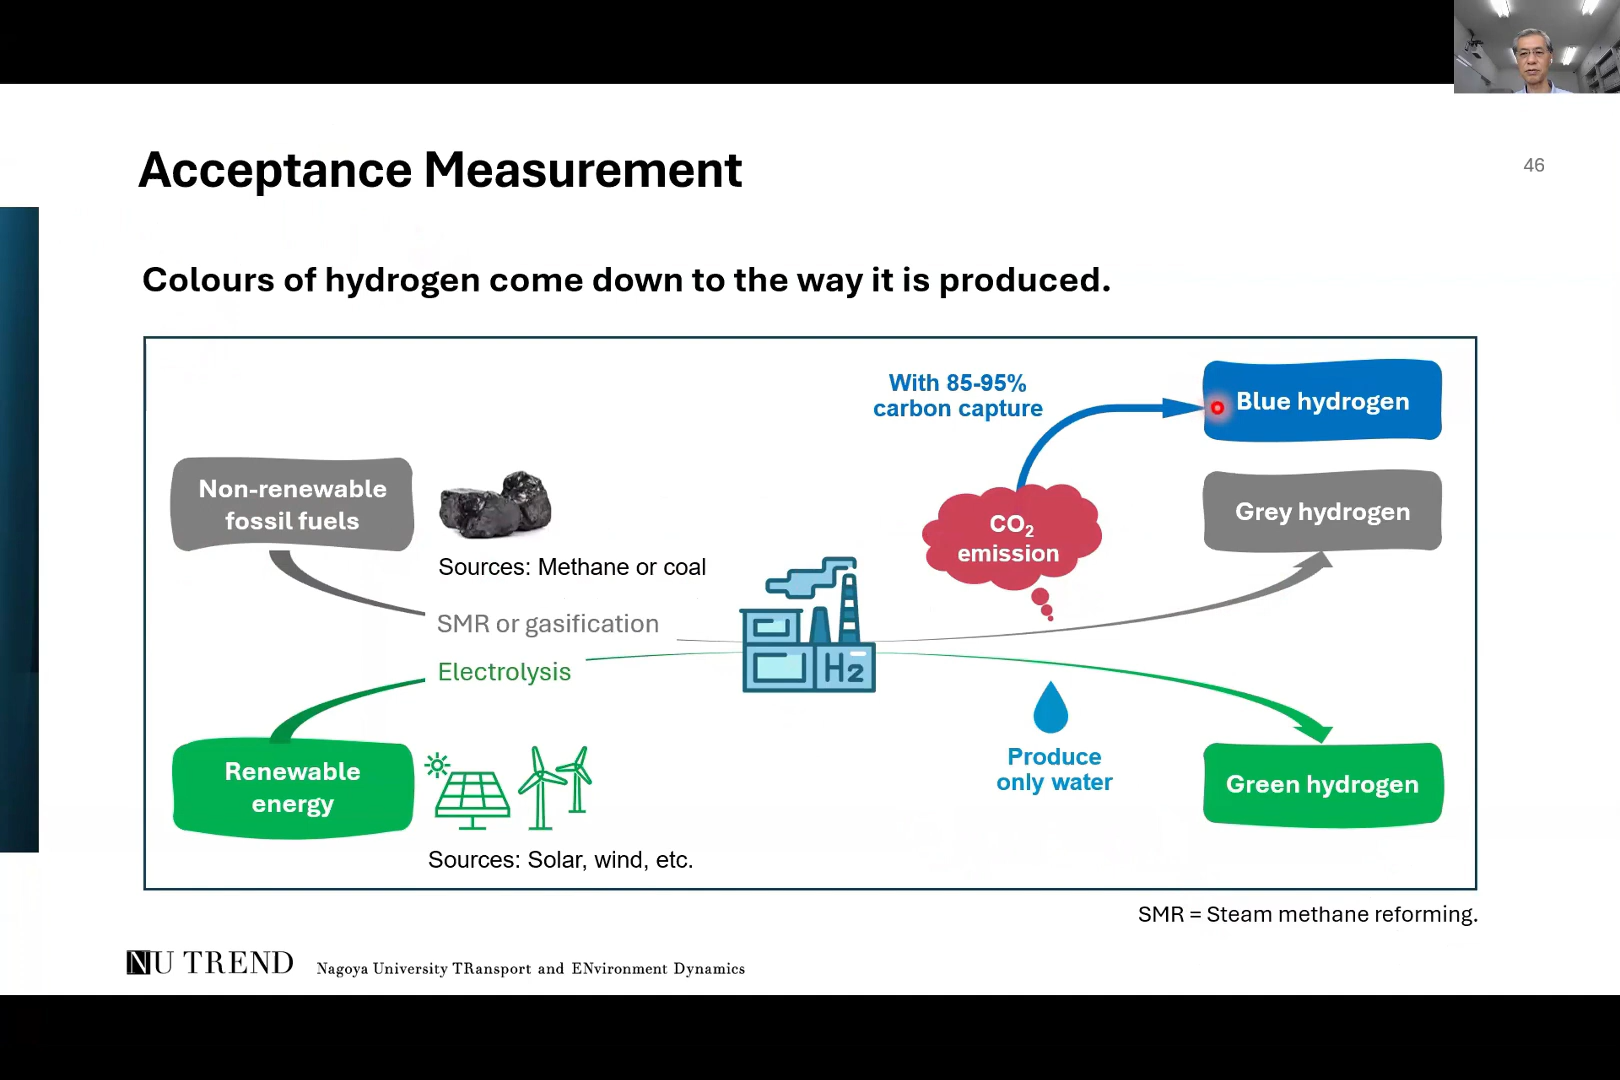 Acceptance Measurement
46
Colours of hydrogen come down to the way it is produced.
With 85-95%
carbon capture
Blue hydrogen
Non-renewable
fossil fuels
CO₂
emission
Grey hydrogen
Sources: Methane or coal
SMR or gasification
Electrolysis
H2
Renewable
energy
Produce
only water
Green hydrogen
Sources: Solar, wind, etc.
SMR = Steam methane reforming.
NU TREND Nagoya University TRansport and ENvironment Dynamics